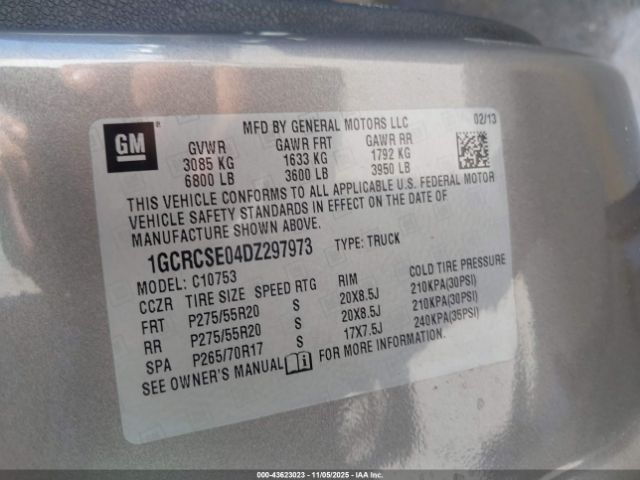 GM ®
MFD BY GENERAL MOTORS LLC 02/13
GVWR GAWR FRT GAWR RR
3085 KG 1633 KG 1792 KG
6800 LB 3600 LB 3950 LB
THIS VEHICLE CONFORMS TO ALL APPLICABLE U.S. FEDERAL MOTOR
VEHICLE SAFETY STANDARDS IN EFFECT ON THE DATE OF
MANUFACTURE SHOWN ABOVE.
1GCRCSE04DZ297973 TYPE: TRUCK
MODEL: C10753
CCZR TIRE SIZE SPEED RTG RIM COLD TIRE PRESSURE
FRT P275/55R20 S 20X8.5J 210KPA(30PSI)
RR P275/55R20 S 20X8.5J 210KPA(30PSI)
SPA P265/70R17 S 17X7.5J 240KPA(35PSI)
SEE OWNER'S MANUAL FOR MORE INFORMATION.
000-43623023 - 11/05/2025 - IAA, Inc.